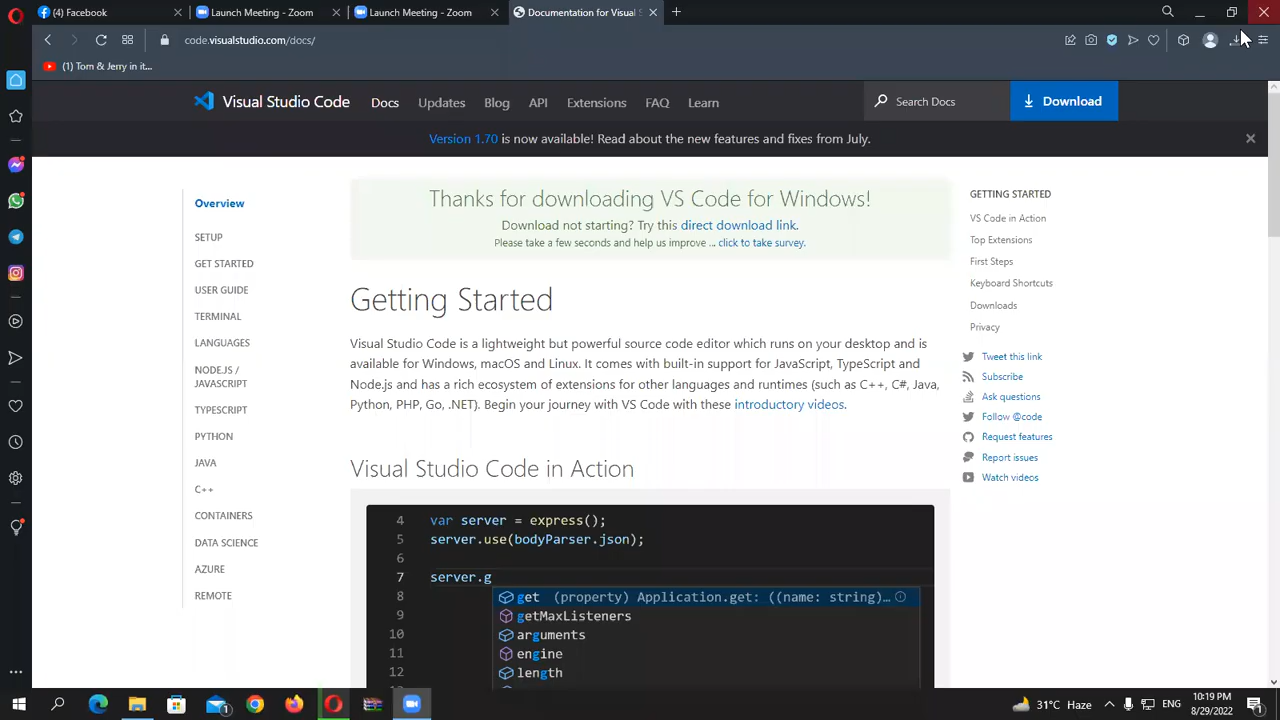 (4) Facebook
Launch Meeting - Zoom
Launch Meeting - Zoom
Documentation for Visual S
code.visualstudio.com/docs/
(1) Tom & Jerry in it...
Visual Studio Code
Docs
Updates
Blog
API
Extensions
FAQ
Learn
Search Docs
Download
Version 1.70 is now available! Read about the new features and fixes from July.
Overview
SETUP
GET STARTED
USER GUIDE
TERMINAL
LANGUAGES
NODE.JS /
JAVASCRIPT
TYPESCRIPT
PYTHON
JAVA
C++
CONTAINERS
DATA SCIENCE
AZURE
REMOTE
Thanks for downloading VS Code for Windows!
Download not starting? Try this direct download link.
Please take a few seconds and help us improve ... click to take survey.
Getting Started
Visual Studio Code is a lightweight but powerful source code editor which runs on your desktop and is
available for Windows, macOS and Linux. It comes with built-in support for JavaScript, TypeScript and
Node.js and has a rich ecosystem of extensions for other languages and runtimes (such as C++, C#, Java,
Python, PHP, Go, .NET). Begin your journey with VS Code with these introductory videos.
Visual Studio Code in Action
4 var server = express();
5 server.use(bodyParser.json);
6
7 server.g
8 get (property) Application.get: ((name: string)...
9 getMaxListeners
10 arguments
11 engine
12 length
GETTING STARTED
VS Code in Action
Top Extensions
First Steps
Keyboard Shortcuts
Downloads
Privacy
Tweet this link
Subscribe
Ask questions
Follow @code
Request features
Report issues
Watch videos
1
31°C Haze
ENG
10:19 PM
8/29/2022
1